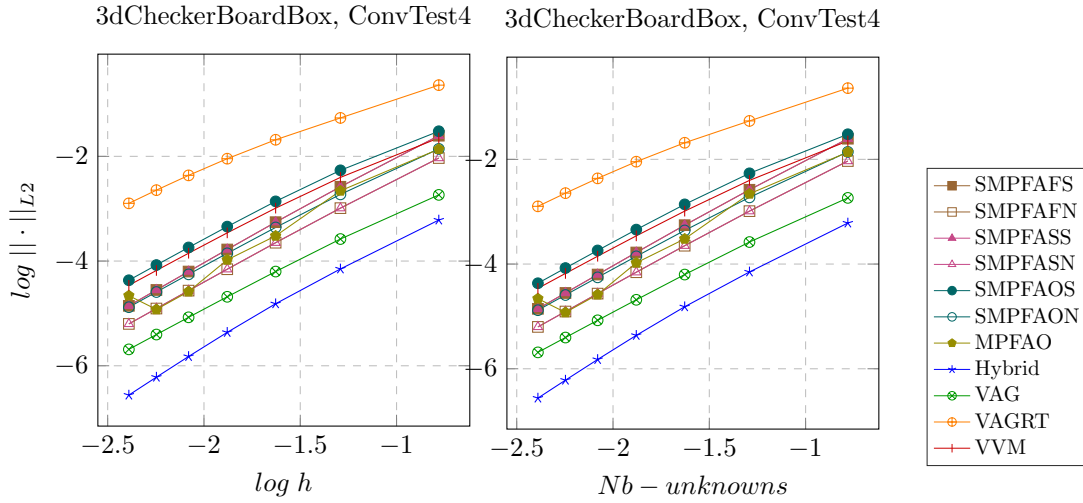 3dCheckerBoardBox, ConvTest4
3dCheckerBoardBox, ConvTest4
log || · ||L2
−2
−4
−6
−2.5
−2
−1.5
−1
log h
−2
−4
−6
−2.5
−2
−1.5
−1
Nb − unknowns
SMPFAFS
SMPFAFN
SMPFASS
SMPFASN
SMPFAOS
SMPFAON
MPFAO
Hybrid
VAG
VAGRT
VVM